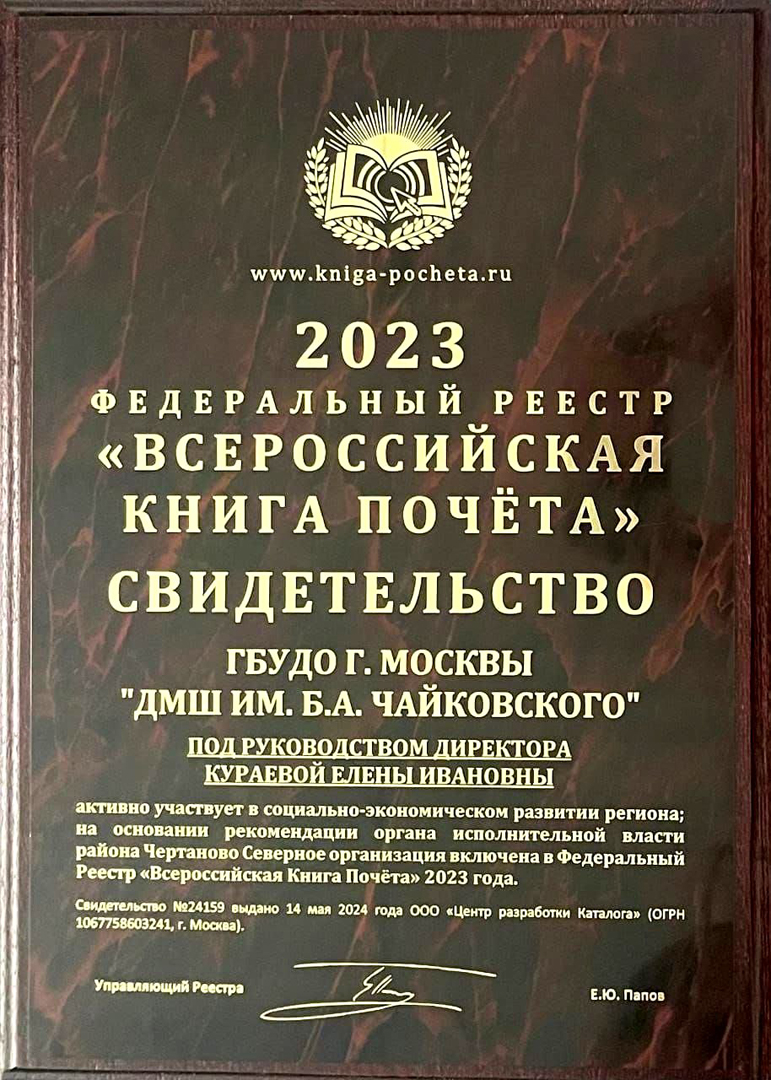 www.kniga-pocheta.ru
2023
ФЕДЕРАЛЬНЫЙ РЕЕСТР
«ВСЕРОССИЙСКАЯ
КНИГА ПОЧЁТА»
СВИДЕТЕЛЬСТВО
ГБУДО Г. МОСКВЫ
"ДМШ ИМ. Б.А. ЧАЙКОВСКОГО"
ПОД РУКОВОДСТВОМ ДИРЕКТОРА
КУРАЕВОЙ ЕЛЕНЫ ИВАНОВНЫ
активно участвует в социально-экономическом развитии региона;
на основании рекомендации органа исполнительной власти
района Чертаново Северное организация включена в Федеральный
Реестр «Всероссийская Книга Почёта» 2023 года.
Свидетельство №24159 выдано 14 мая 2024 года ООО «Центр разработки Каталога» (ОГРН
1067758603241, г. Москва).
Управляющий Реестра
Е.Ю. Папов